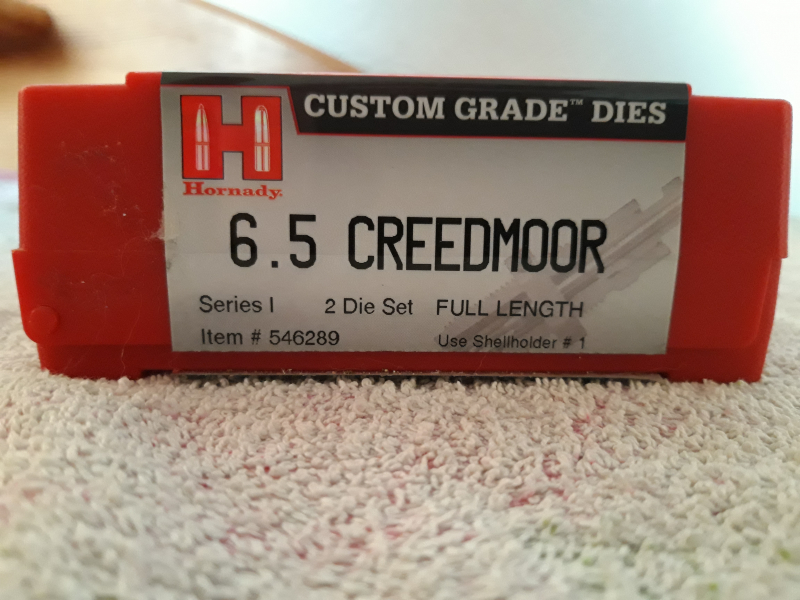 CUSTOM GRADE™ DIES
H
Hornady.
6.5 CREEDMOOR
Series I 2 Die Set FULL LENGTH
Item # 546289 Use Shellholder # 1